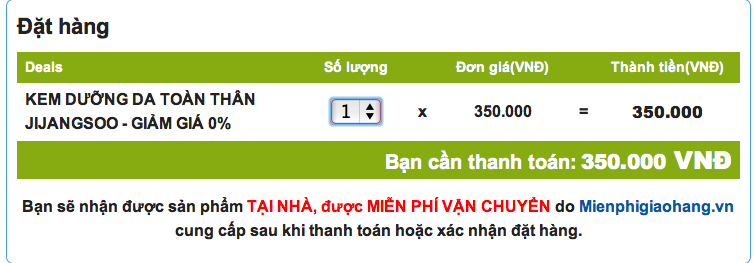 Đặt hàng
Deals Số lượng Đơn giá(VNĐ) Thành tiền(VNĐ)
KEM DƯỠNG DA TOÀN THÂN
JIJANGSOO - GIẢM GIÁ 0% 1 x 350.000 = 350.000
Bạn cần thanh toán: 350.000 VNĐ
Bạn sẽ nhận được sản phẩm TẠI NHÀ, được MIỄN PHÍ VẬN CHUYỂN do Mienphigiaohang.vn
cung cấp sau khi thanh toán hoặc xác nhận đặt hàng.